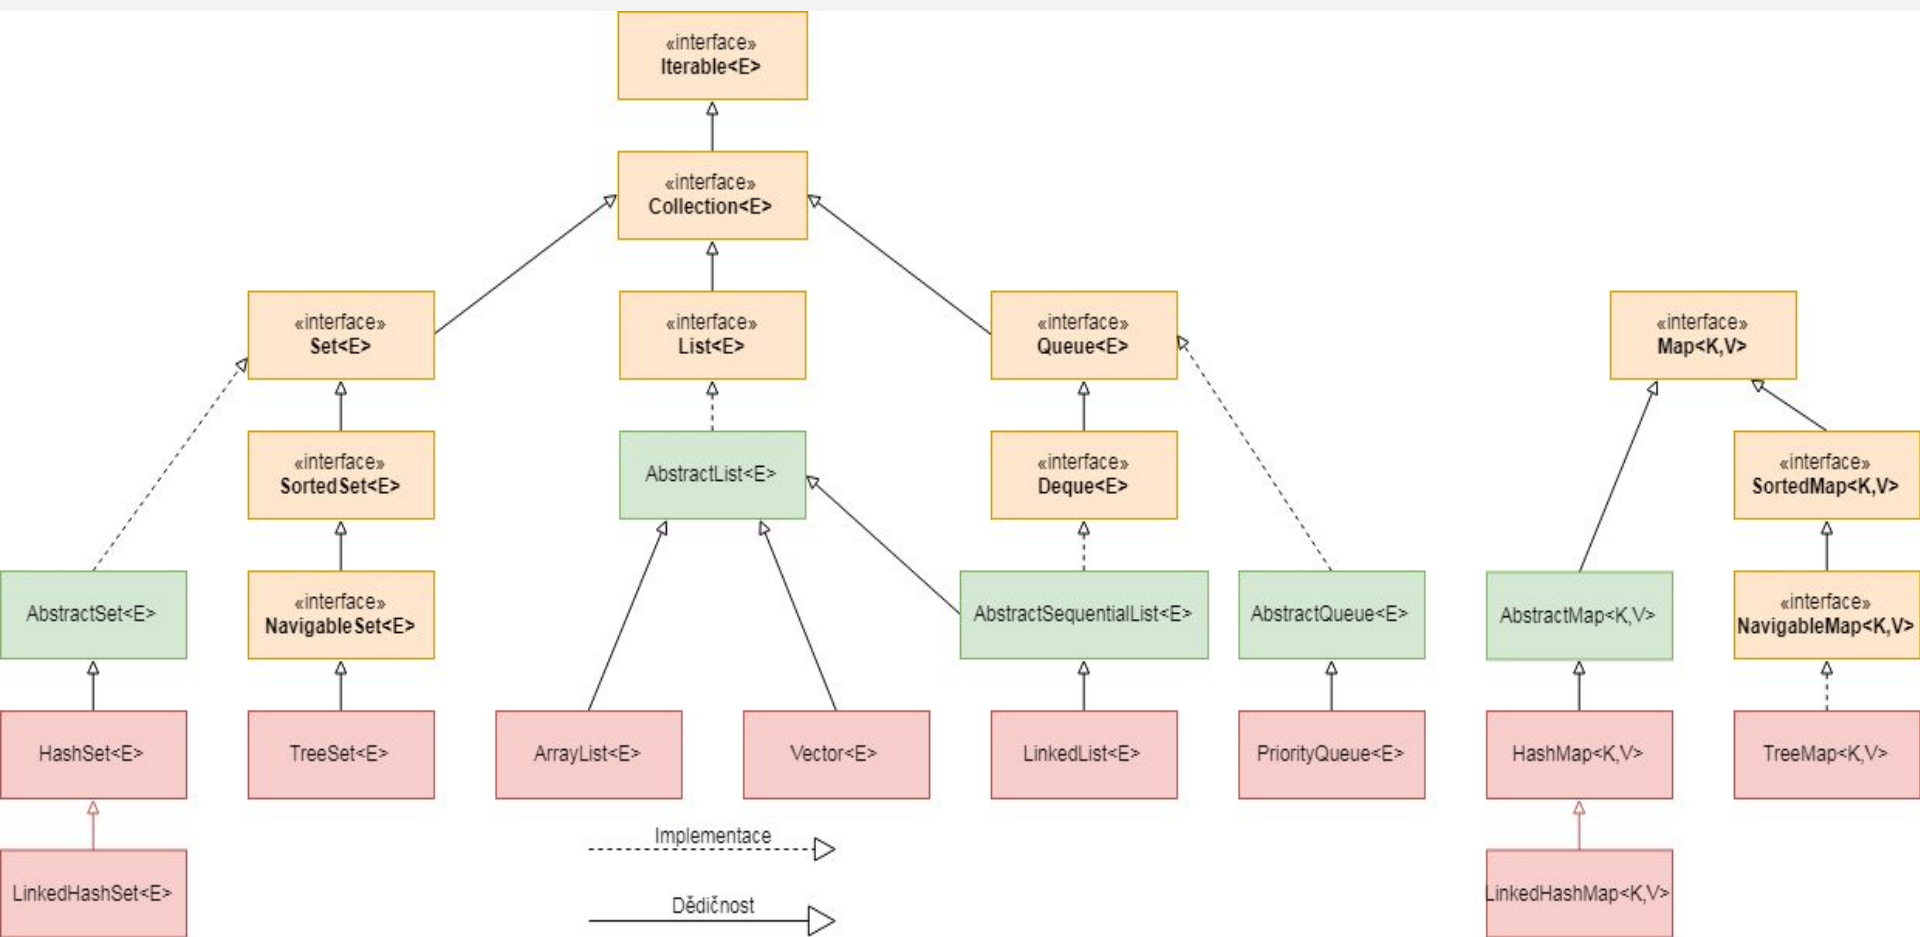 «interface»
Iterable<E>
«interface»
Collection<E>
«interface»
Set<E>
«interface»
List<E>
«interface»
Queue<E>
«interface»
Map<K,V>
«interface»
SortedSet<E>
AbstractList<E>
«interface»
Deque<E>
«interface»
SortedMap<K,V>
AbstractSet<E>
«interface»
NavigableSet<E>
AbstractSequentialList<E>
AbstractQueue<E>
AbstractMap<K,V>
«interface»
NavigableMap<K,V>
HashSet<E>
TreeSet<E>
ArrayList<E>
Vector<E>
LinkedList<E>
PriorityQueue<E>
HashMap<K,V>
TreeMap<K,V>
Implementace
LinkedHashSet<E>
Dědičnost
LinkedHashMap<K,V>